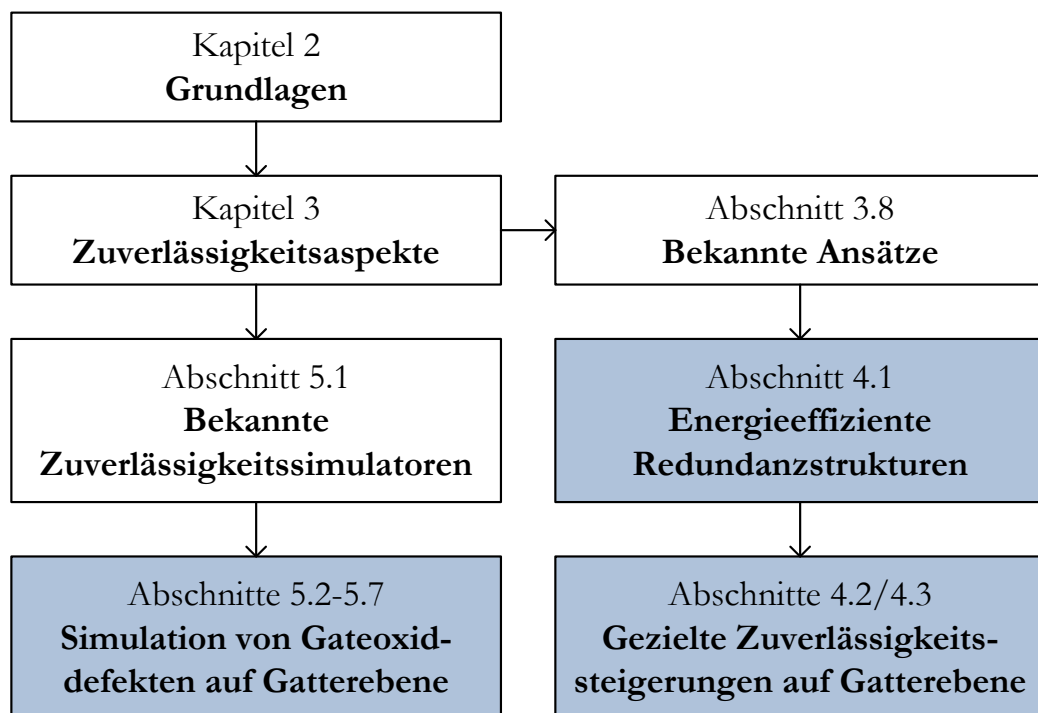 Kapitel 2
Grundlagen
Kapitel 3
Zuverlässigkeitsaspekte
Abschnitt 3.8
Bekannte Ansätze
Abschnitt 5.1
Bekannte
Zuverlässigkeitssimulatoren
Abschnitt 4.1
Energieeffiziente
Redundanzstrukturen
Abschnitte 5.2-5.7
Simulation von Gateoxid-
defekten auf Gatterebene
Abschnitte 4.2/4.3
Gezielte Zuverlässigkeits-
steigerungen auf Gatterebene